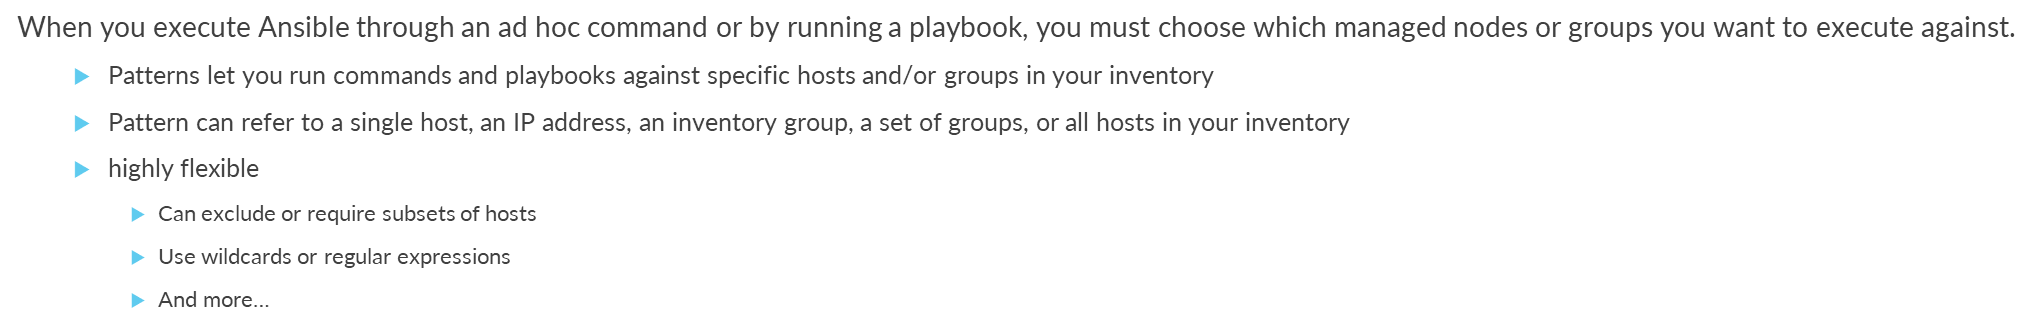 When you execute Ansible through an ad hoc command or by running a playbook, you must choose which managed nodes or groups you want to execute against.
Patterns let you run commands and playbooks against specific hosts and/or groups in your inventory
Pattern can refer to a single host, an IP address, an inventory group, a set of groups, or all hosts in your inventory
highly flexible
Can exclude or require subsets of hosts
Use wildcards or regular expressions
And more...